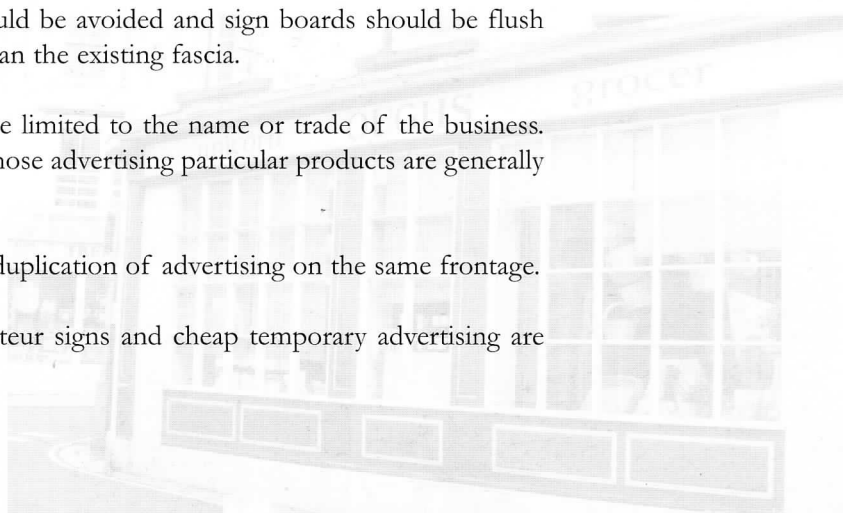 uld be avoided and sign boards should be flush
an the existing fascia.
e limited to the name or trade of the business.
hose advertising particular products are generally
duplication of advertising on the same frontage.
teur signs and cheap temporary advertising are
grocer